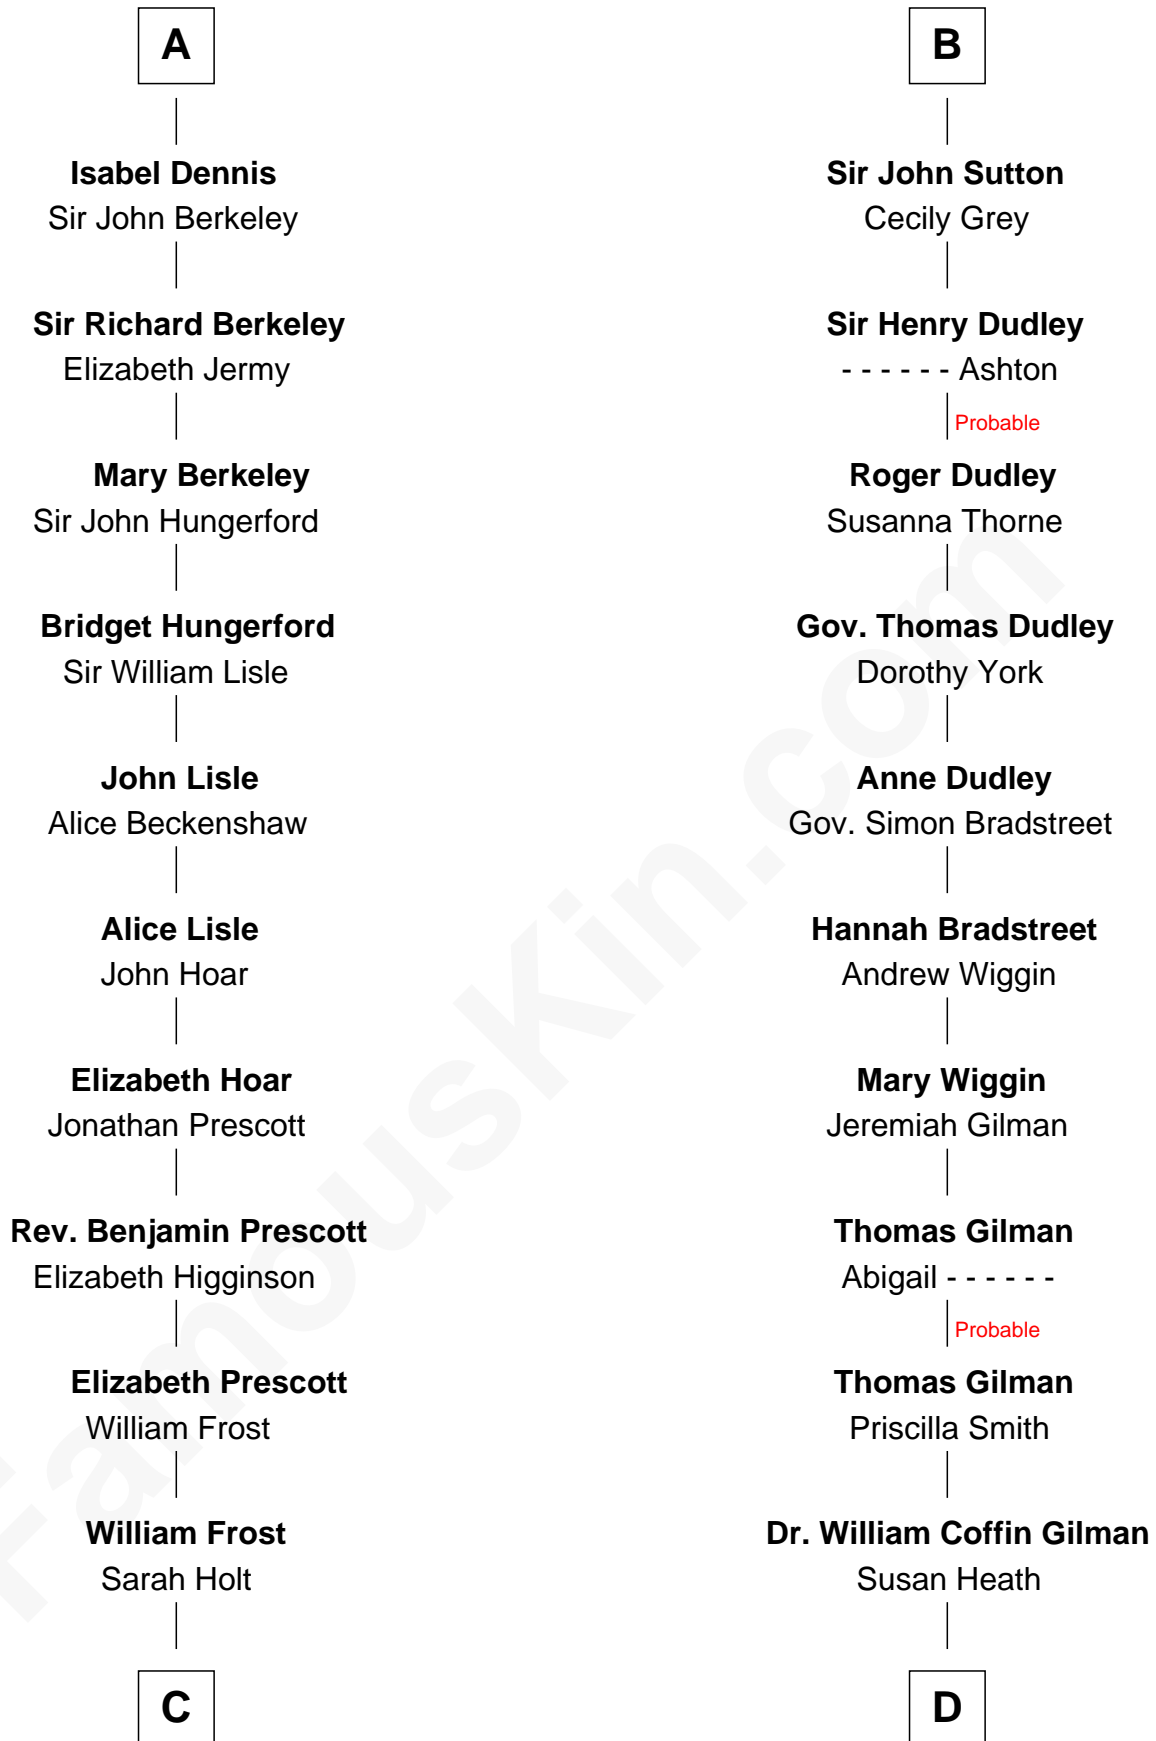 A
Isabel Dennis
Sir John Berkeley
Sir Richard Berkeley
Elizabeth Jermy
Mary Berkeley
Sir John Hungerford
Bridget Hungerford
Sir William Lisle
John Lisle
Alice Beckenshaw
Alice Lisle
John Hoar
Elizabeth Hoar
Jonathan Prescott
Rev. Benjamin Prescott
Elizabeth Higginson
Elizabeth Prescott
William Frost
William Frost
Sarah Holt
C
B
Sir John Sutton
Cecily Grey
Sir Henry Dudley
- - - - - - Ashton
Probable
Roger Dudley
Susanna Thorne
Gov. Thomas Dudley
Dorothy York
Anne Dudley
Gov. Simon Bradstreet
Hannah Bradstreet
Andrew Wiggin
Mary Wiggin
Jeremiah Gilman
Thomas Gilman
Abigail - - - - - -
Probable
Thomas Gilman
Priscilla Smith
Dr. William Coffin Gilman
Susan Heath
D
FamousKin.com